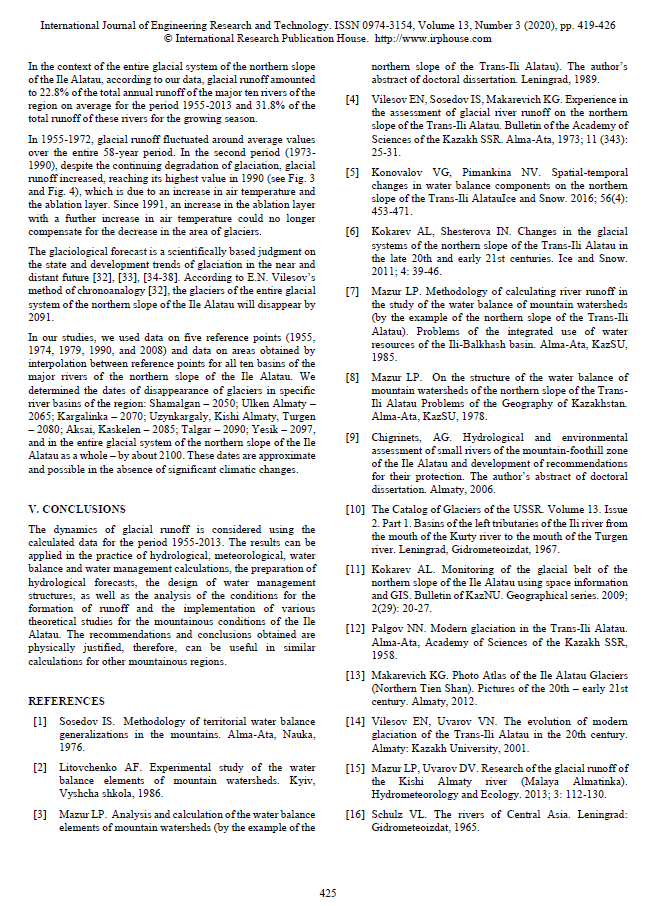 International Journal of Engineering Research and Technology. ISSN 0974-3154, Volume 13, Number 3 (2020), pp. 419-426
© International Research Publication House. http://www.irphouse.com
In the context of the entire glacial system of the northern slope
of the Ile Alatau, according to our data, glacial runoff amounted
to 22.8% of the total annual runoff of the major ten rivers of the
region on average for the period 1955-2013 and 31.8% of the
total runoff of these rivers for the growing season.
In 1955-1972, glacial runoff fluctuated around average values
over the entire 58-year period. In the second period (1973-
1990), despite the continuing degradation of glaciation, glacial
runoff increased, reaching its highest value in 1990 (see Fig. 3
and Fig. 4), which is due to an increase in air temperature and
the ablation layer. Since 1991, an increase in the ablation layer
with a further increase in air temperature could no longer
compensate for the decrease in the area of glaciers.
The glaciological forecast is a scientifically based judgment on
the state and development trends of glaciation in the near and
distant future [32], [33], [34-38]. According to E.N. Vilesov's
method of chronoanalogy [32], the glaciers of the entire glacial
system of the northern slope of the Ile Alatau will disappear by
2091.
In our studies, we used data on five reference points (1955,
1974, 1979, 1990, and 2008) and data on areas obtained by
interpolation between reference points for all ten basins of the
major rivers of the northern slope of the Ile Alatau. We
determined the dates of disappearance of glaciers in specific
river basins of the region: Shamalgan – 2050; Ulken Almaty –
2065; Kargalinka – 2070; Uzynkargaly, Kishi Almaty, Turgen
– 2080; Aksai, Kaskelen – 2085; Talgar – 2090; Yesik – 2097,
and in the entire glacial system of the northern slope of the Ile
Alatau as a whole – by about 2100. These dates are approximate
and possible in the absence of significant climatic changes.
V. CONCLUSIONS
The dynamics of glacial runoff is considered using the
calculated data for the period 1955-2013. The results can be
applied in the practice of hydrological, meteorological, water
balance and water management calculations, the preparation of
hydrological forecasts, the design of water management
structures, as well as the analysis of the conditions for the
formation of runoff and the implementation of various
theoretical studies for the mountainous conditions of the Ile
Alatau. The recommendations and conclusions obtained are
physically justified, therefore, can be useful in similar
calculations for other mountainous regions.
REFERENCES
[1] Sosedov IS. Methodology of territorial water balance
generalizations in the mountains. Alma-Ata, Nauka,
1976.
[2] Litovchenko AF. Experimental study of the water
balance elements of mountain watersheds. Kyiv,
Vyshcha shkola, 1986.
[3] Mazur LP. Analysis and calculation of the water balance
elements of mountain watersheds (by the example of the
northern slope of the Trans-Ili Alatau). The author's
abstract of doctoral dissertation. Leningrad, 1989.
[4] Vilesov EN, Sosedov IS, Makarevich KG. Experience in
the assessment of glacial river runoff on the northern
slope of the Trans-Ili Alatau. Bulletin of the Academy of
Sciences of the Kazakh SSR. Alma-Ata, 1973; 11 (343):
25-31.
[5] Konovalov VG, Pimankina NV. Spatial-temporal
changes in water balance components on the northern
slope of the Trans-Ili AlatauIce and Snow. 2016; 56(4):
453-471.
[6] Kokarev AL, Shesterova IN. Changes in the glacial
systems of the northern slope of the Trans-Ili Alatau in
the late 20th and early 21st centuries. Ice and Snow.
2011; 4: 39-46.
[7] Mazur LP. Methodology of calculating river runoff in
the study of the water balance of mountain watersheds
(by the example of the northern slope of the Trans-Ili
Alatau). Problems of the integrated use of water
resources of the Ili-Balkhash basin. Alma-Ata, KazSU,
1985.
[8] Mazur LP. On the structure of the water balance of
mountain watersheds of the northern slope of the Trans-
Ili Alatau Problems of the Geography of Kazakhstan.
Alma-Ata, KazSU, 1978.
[9] Chigrinets, AG. Hydrological and environmental
assessment of small rivers of the mountain-foothill zone
of the Ile Alatau and development of recommendations
for their protection. The author's abstract of doctoral
dissertation. Almaty, 2006.
[10] The Catalog of Glaciers of the USSR. Volume 13. Issue
2. Part 1. Basins of the left tributaries of the Ili river from
the mouth of the Kurty river to the mouth of the Turgen
river. Leningrad, Gidrometeoizdat, 1967.
[11] Kokarev AL. Monitoring of the glacial belt of the
northern slope of the Ile Alatau using space information
and GIS. Bulletin of KazNU. Geographical series. 2009;
2(29): 20-27.
[12] Palgov NN. Modern glaciation in the Trans-Ili Alatau.
Alma-Ata, Academy of Sciences of the Kazakh SSR,
1958.
[13] Makarevich KG. Photo Atlas of the Ile Alatau Glaciers
(Northern Tien Shan). Pictures of the 20th – early 21st
century. Almaty, 2012.
[14] Vilesov EN, Uvarov VN. The evolution of modern
glaciation of the Trans-Ili Alatau in the 20th century.
Almaty: Kazakh University, 2001.
[15] Mazur LP, Uvarov DV. Research of the glacial runoff of
the Kishi Almaty river (Malaya Almatinka).
Hydrometeorology and Ecology. 2013; 3: 112-130.
[16] Schulz VL. The rivers of Central Asia. Leningrad:
Gidrometeoizdat, 1965.
425